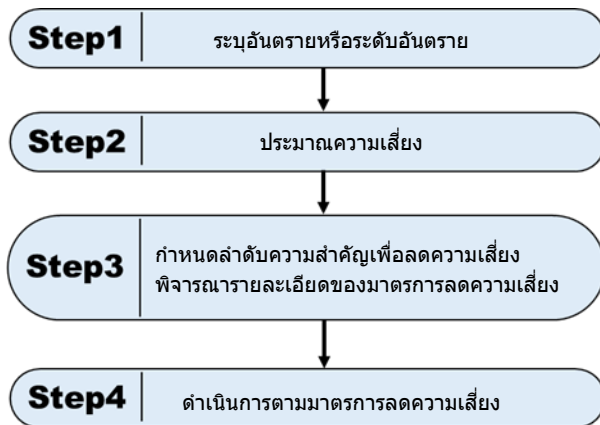 Step1 ระบุอันตรายหรือระดับอันตราย
Step2 ประมาณความเสี่ยง
Step3 กำหนดลำดับความสำคัญเพื่อลดความเสี่ยง
พิจารณารายละเอียดของมาตรการลดความเสี่ยง
Step4 ดำเนินการตามมาตรการลดความเสี่ยง